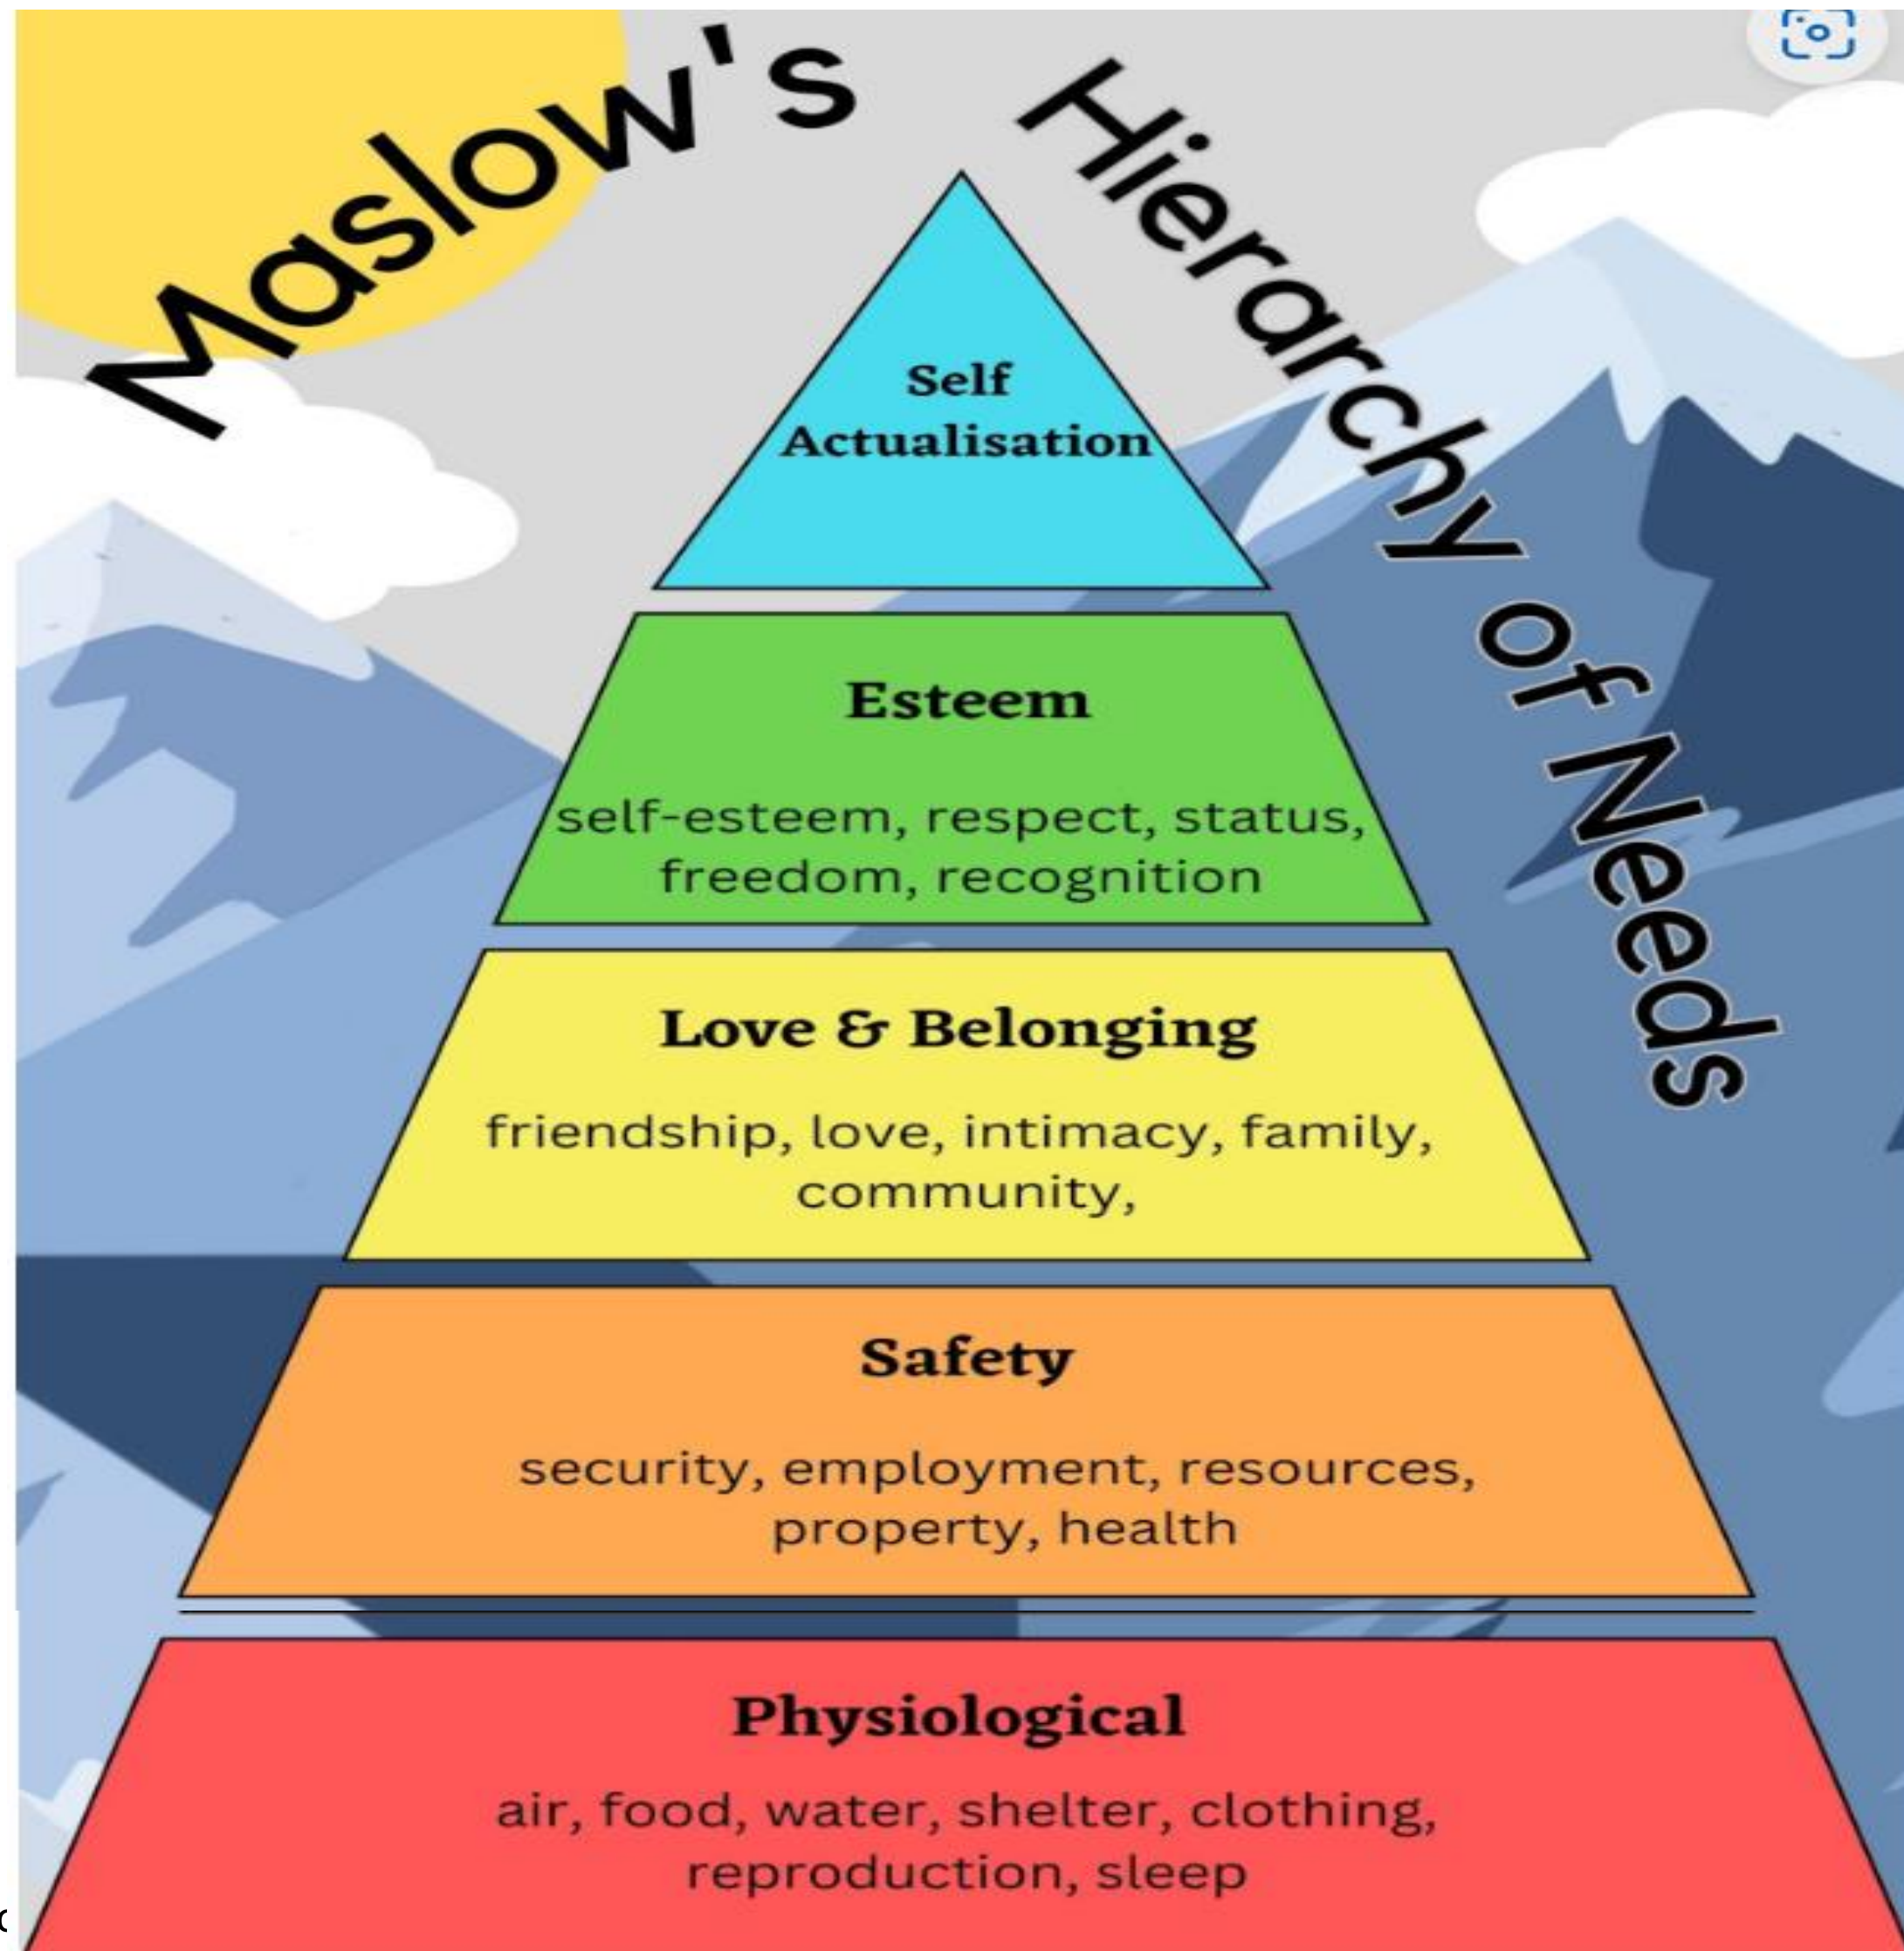 Maslow's Hierarchy of Needs
Self
Actualisation
Esteem
self-esteem, respect, status,
freedom, recognition
Love & Belonging
friendship, love, intimacy, family,
community,
Safety
security, employment, resources,
property, health
Physiological
air, food, water, shelter, clothing,
reproduction, sleep